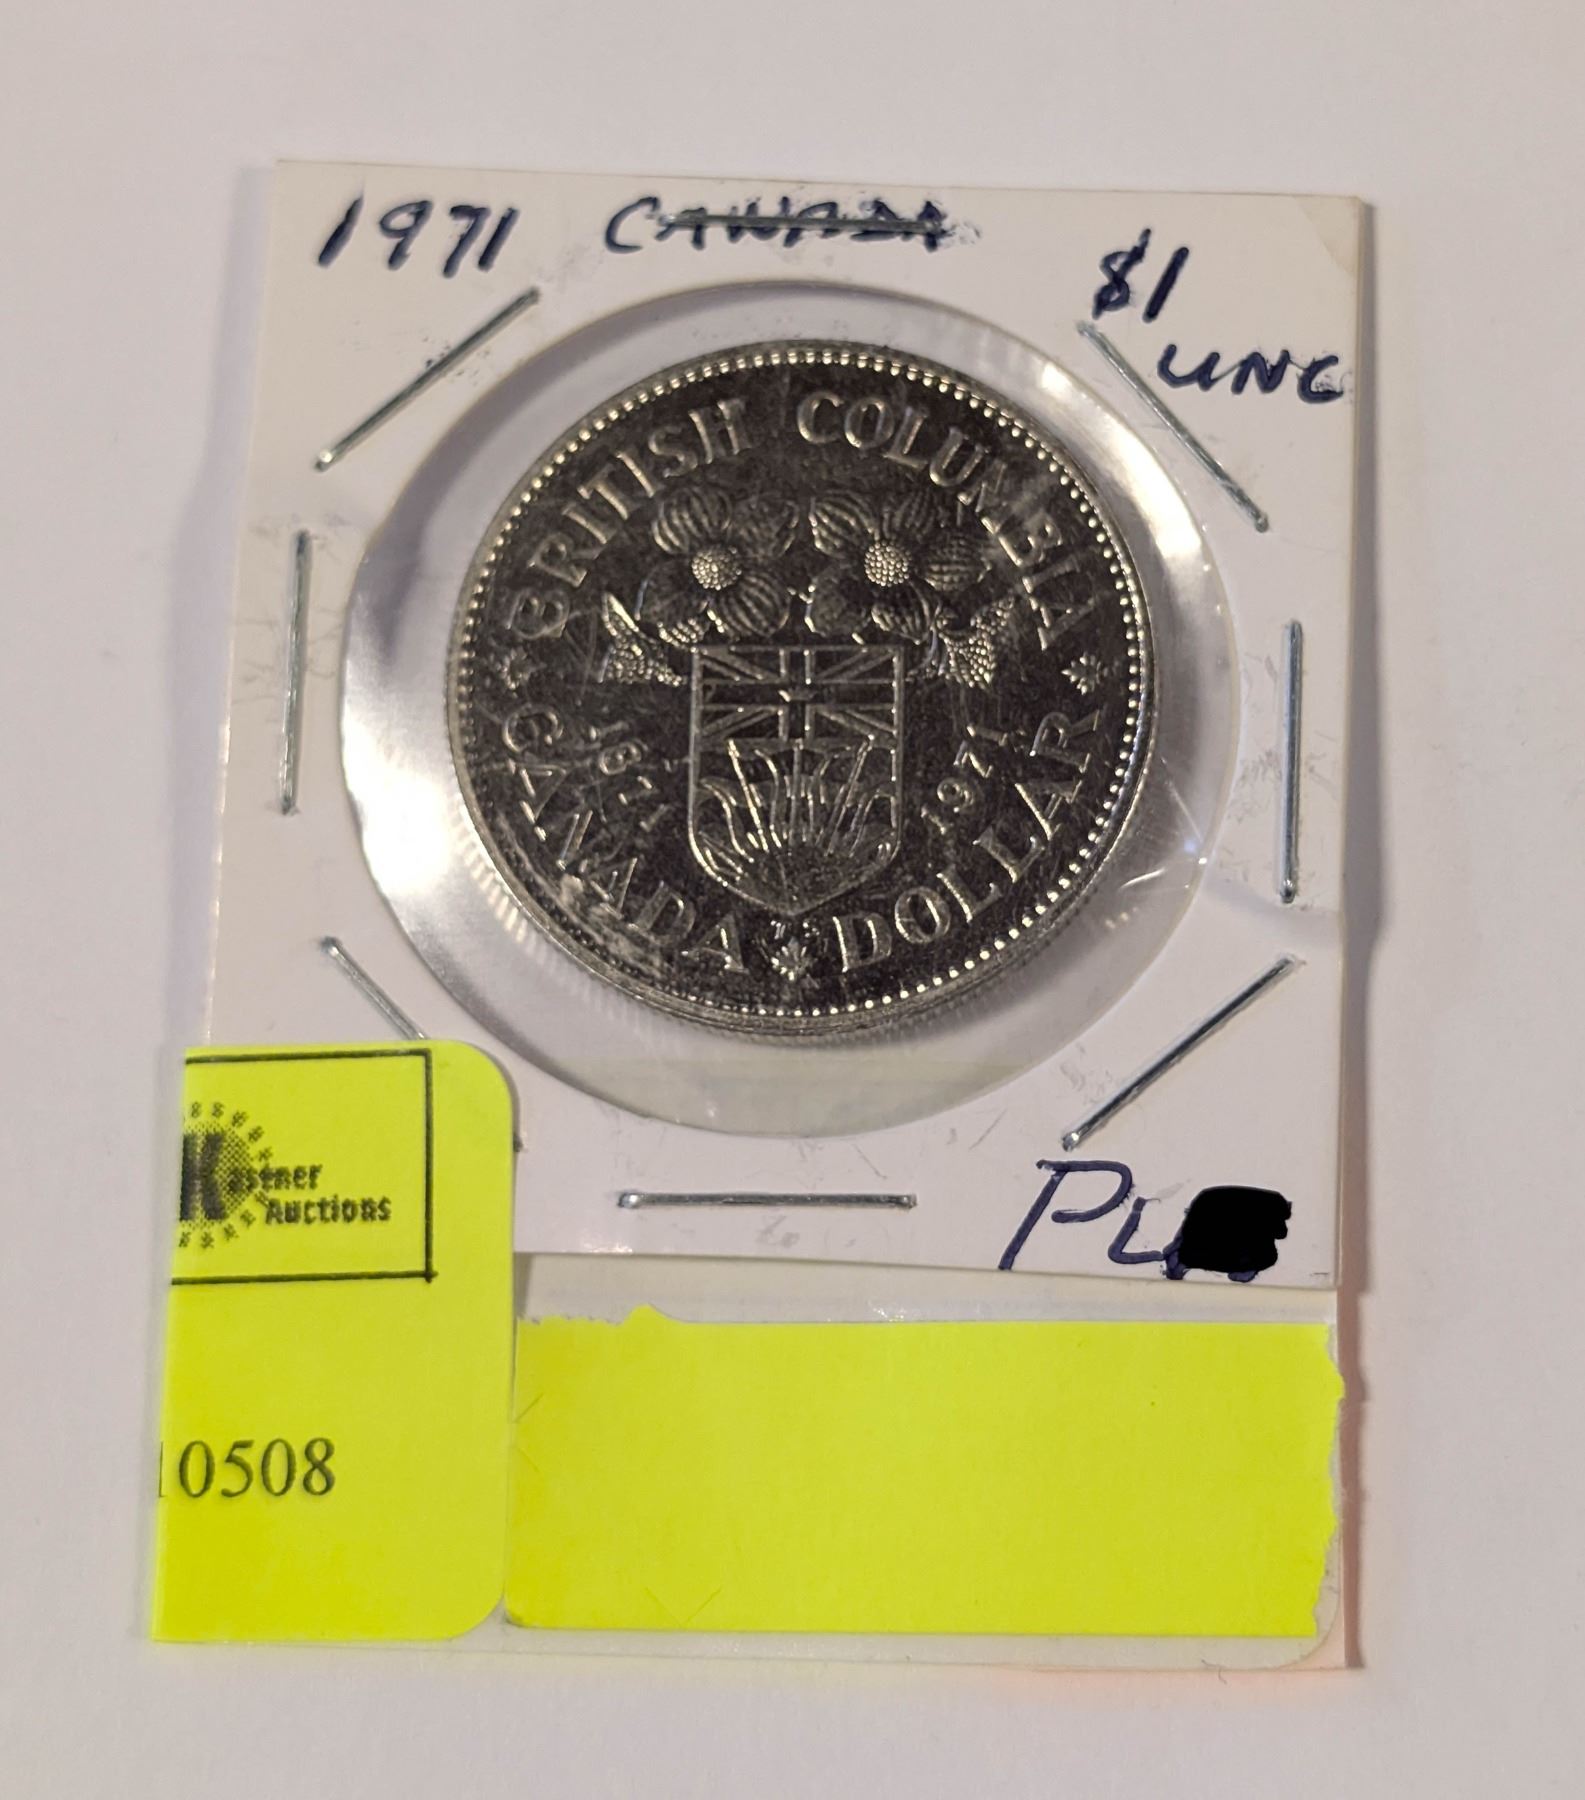 1971 CANADA $1
UNC
BRITISH COLUMBIA
1871 1971
CANADA DOLLAR
T.S.
PL
Kastner
Auctions
10508